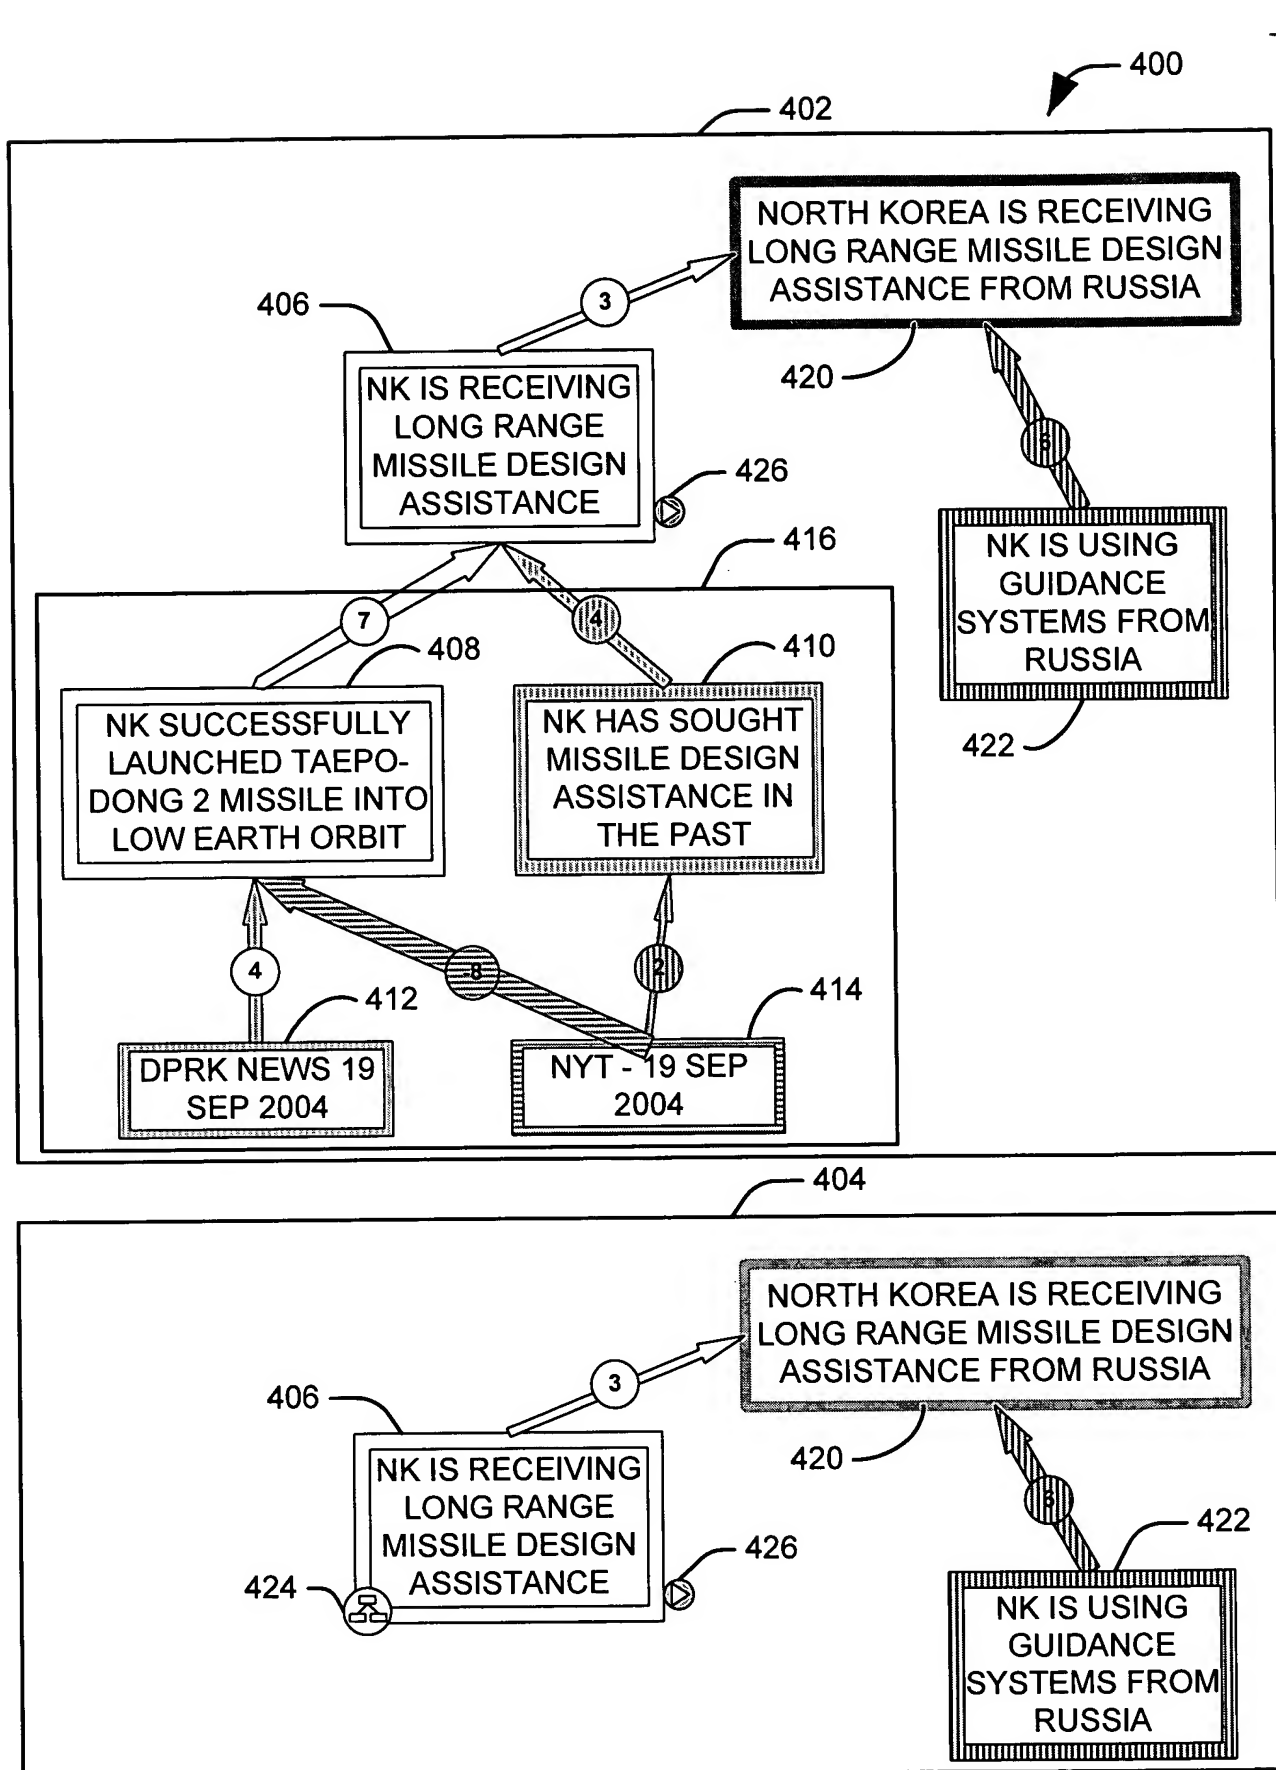 400
402
NORTH KOREA IS RECEIVING
LONG RANGE MISSILE DESIGN
ASSISTANCE FROM RUSSIA
3
406
420
NK IS RECEIVING
LONG RANGE
MISSILE DESIGN
ASSISTANCE
6
426
416
NK IS USING
GUIDANCE
SYSTEMS FROM
RUSSIA
7
4
408
410
422
NK SUCCESSFULLY
LAUNCHED TAEPO-
DONG 2 MISSILE INTO
LOW EARTH ORBIT
NK HAS SOUGHT
MISSILE DESIGN
ASSISTANCE IN
THE PAST
4
-8
2
412
414
DPRK NEWS 19
SEP 2004
NYT - 19 SEP
2004
404
NORTH KOREA IS RECEIVING
LONG RANGE MISSILE DESIGN
ASSISTANCE FROM RUSSIA
3
406
420
NK IS RECEIVING
LONG RANGE
MISSILE DESIGN
ASSISTANCE
6
422
426
424
NK IS USING
GUIDANCE
SYSTEMS FROM
RUSSIA